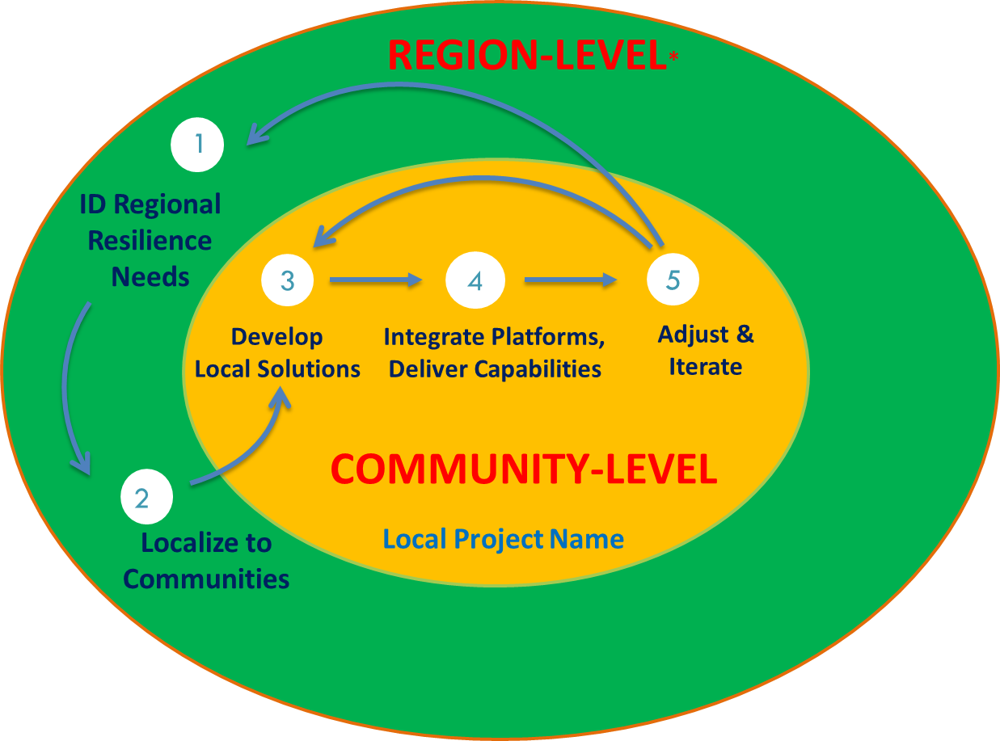 REGION-LEVEL*
1
ID Regional
Resilience
Needs
2
Localize to
Communities
3
Develop
Local Solutions
4
Integrate Platforms,
Deliver Capabilities
5
Adjust &
Iterate
COMMUNITY-LEVEL
Local Project Name